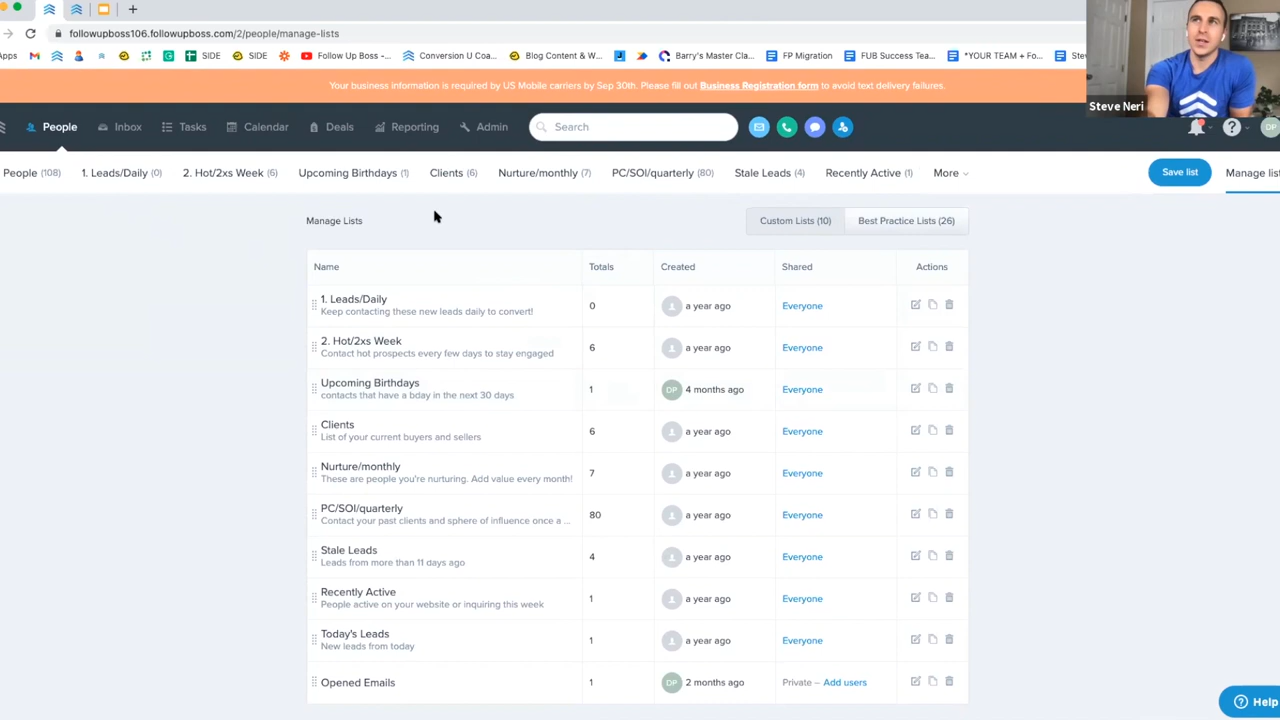 followupboss106.followupboss.com/2/people/manage-lists
Apps SIDE SIDE Follow Up Boss -... Conversion U Coa... Blog Content & W... Barry's Master Cla... FP Migration FUB Success Tea... *YOUR TEAM + Fo... Stev
Your business information is required by US Mobile carriers by Sep 30th. Please fill out Business Registration form to avoid text delivery failures.
Steve Neri
People Inbox Tasks Calendar Deals Reporting Admin Search DP
People (108) 1. Leads/Daily (0) 2. Hot/2xs Week (6) Upcoming Birthdays (1) Clients (6) Nurture/monthly (7) PC/SOI/quarterly (80) Stale Leads (4) Recently Active (1) More Save list Manage list
Manage Lists Custom Lists (10) Best Practice Lists (26)
Name Totals Created Shared Actions
1. Leads/Daily
Keep contacting these new leads daily to convert!
0 a year ago Everyone
2. Hot/2xs Week
Contact hot prospects every few days to stay engaged
6 a year ago Everyone
Upcoming Birthdays
contacts that have a bday in the next 30 days
1 DP 4 months ago Everyone
Clients
List of your current buyers and sellers
6 a year ago Everyone
Nurture/monthly
These are people you're nurturing. Add value every month!
7 a year ago Everyone
PC/SOI/quarterly
Contact your past clients and sphere of influence once a ...
80 a year ago Everyone
Stale Leads
Leads from more than 11 days ago
4 a year ago Everyone
Recently Active
People active on your website or inquiring this week
1 a year ago Everyone
Today's Leads
New leads from today
1 a year ago Everyone
Opened Emails 1 DP 2 months ago Private – Add users
Help